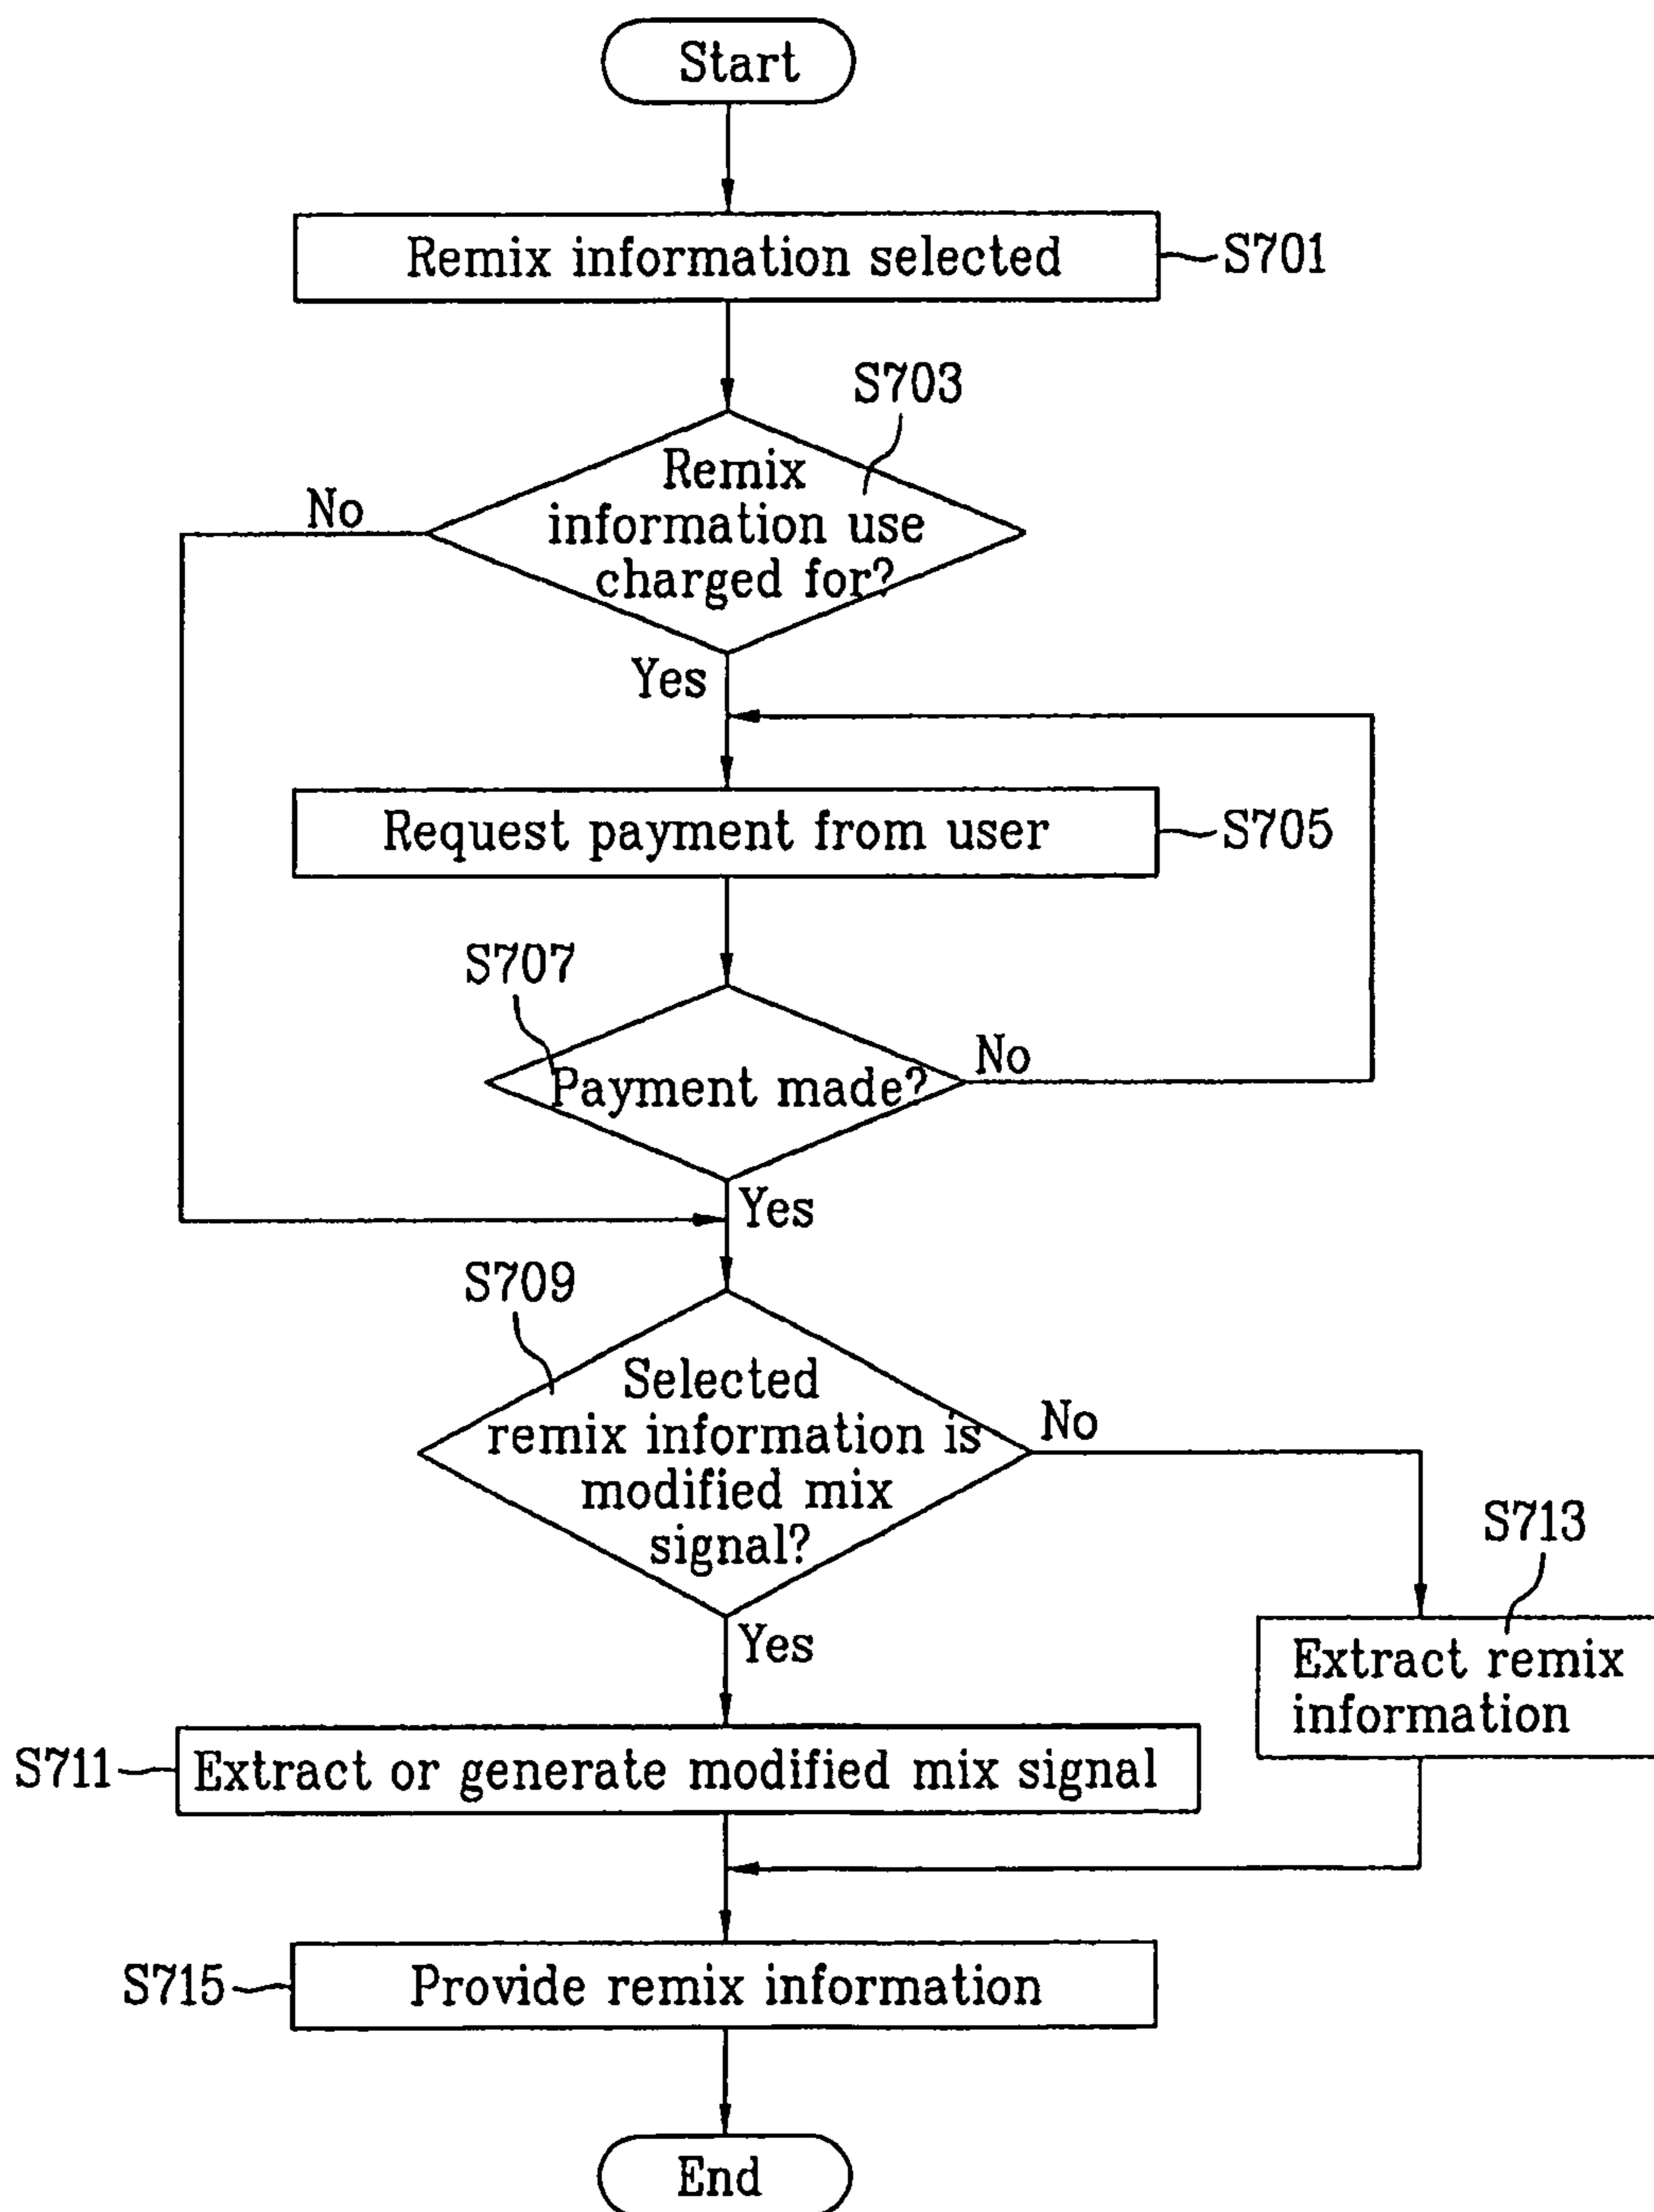 Start
Remix information selected
S701
S703
Remix
information use
charged for?
No
Yes
Request payment from user
S705
S707
Payment made?
No
Yes
S709
Selected
remix information is
modified mix
signal?
No
Yes
S713
Extract remix
information
S711
Extract or generate modified mix signal
S715
Provide remix information
End